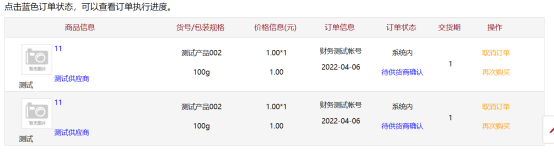 点击蓝色订单状态，可以查看订单执行进度。
商品信息 货号/包装规格 价格信息(元) 订单信息 订单状态 交货期 操作
11
测试产品002 1.00*1 财务测试帐号 系统内 取消订单
1
测试供应商 100g 1.00 2022-04-06 待供货商确认 再次购买
测试
11
测试产品002 1.00*1 财务测试帐号 系统内 取消订单
1
测试供应商 100g 1.00 2022-04-06 待供货商确认 再次购买
测试